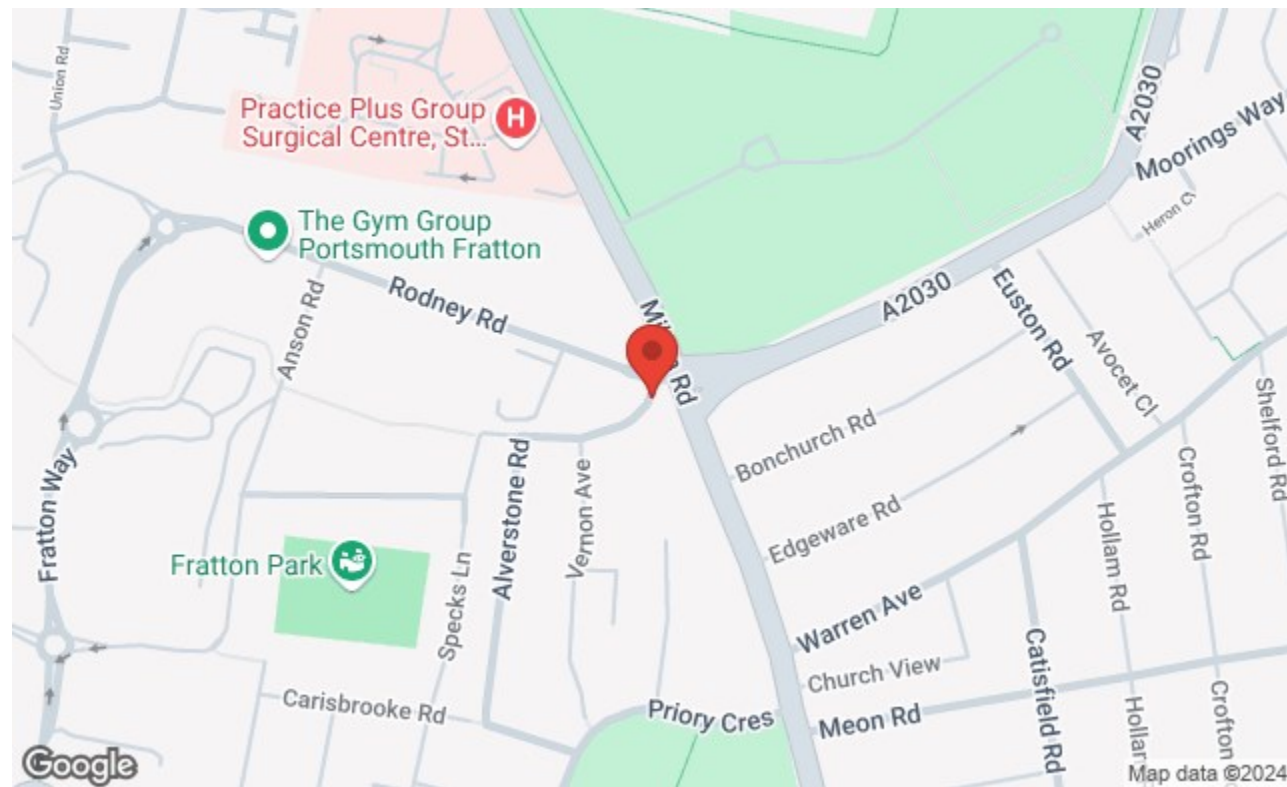 Union Rd
Practice Plus Group
Surgical Centre, St...
H
A2030
Moorings Way
Heron C
The Gym Group
Portsmouth Fratton
Rodney Rd
Anson Rd
A2030
Euston Rd
Avocet Cl
Rd
Shelford Rd
Bonchurch Rd
Edgeware Rd
Alverstone Rd
Vernon Ave
Crofton Rd
Hollam Rd
Fratton Way
Fratton Park
Specks Ln
Warren Ave
Church View
Catisfield Rd
Carisbrooke Rd
Priory Cres
Meon Rd
Crofton
Google
Map data ©2024